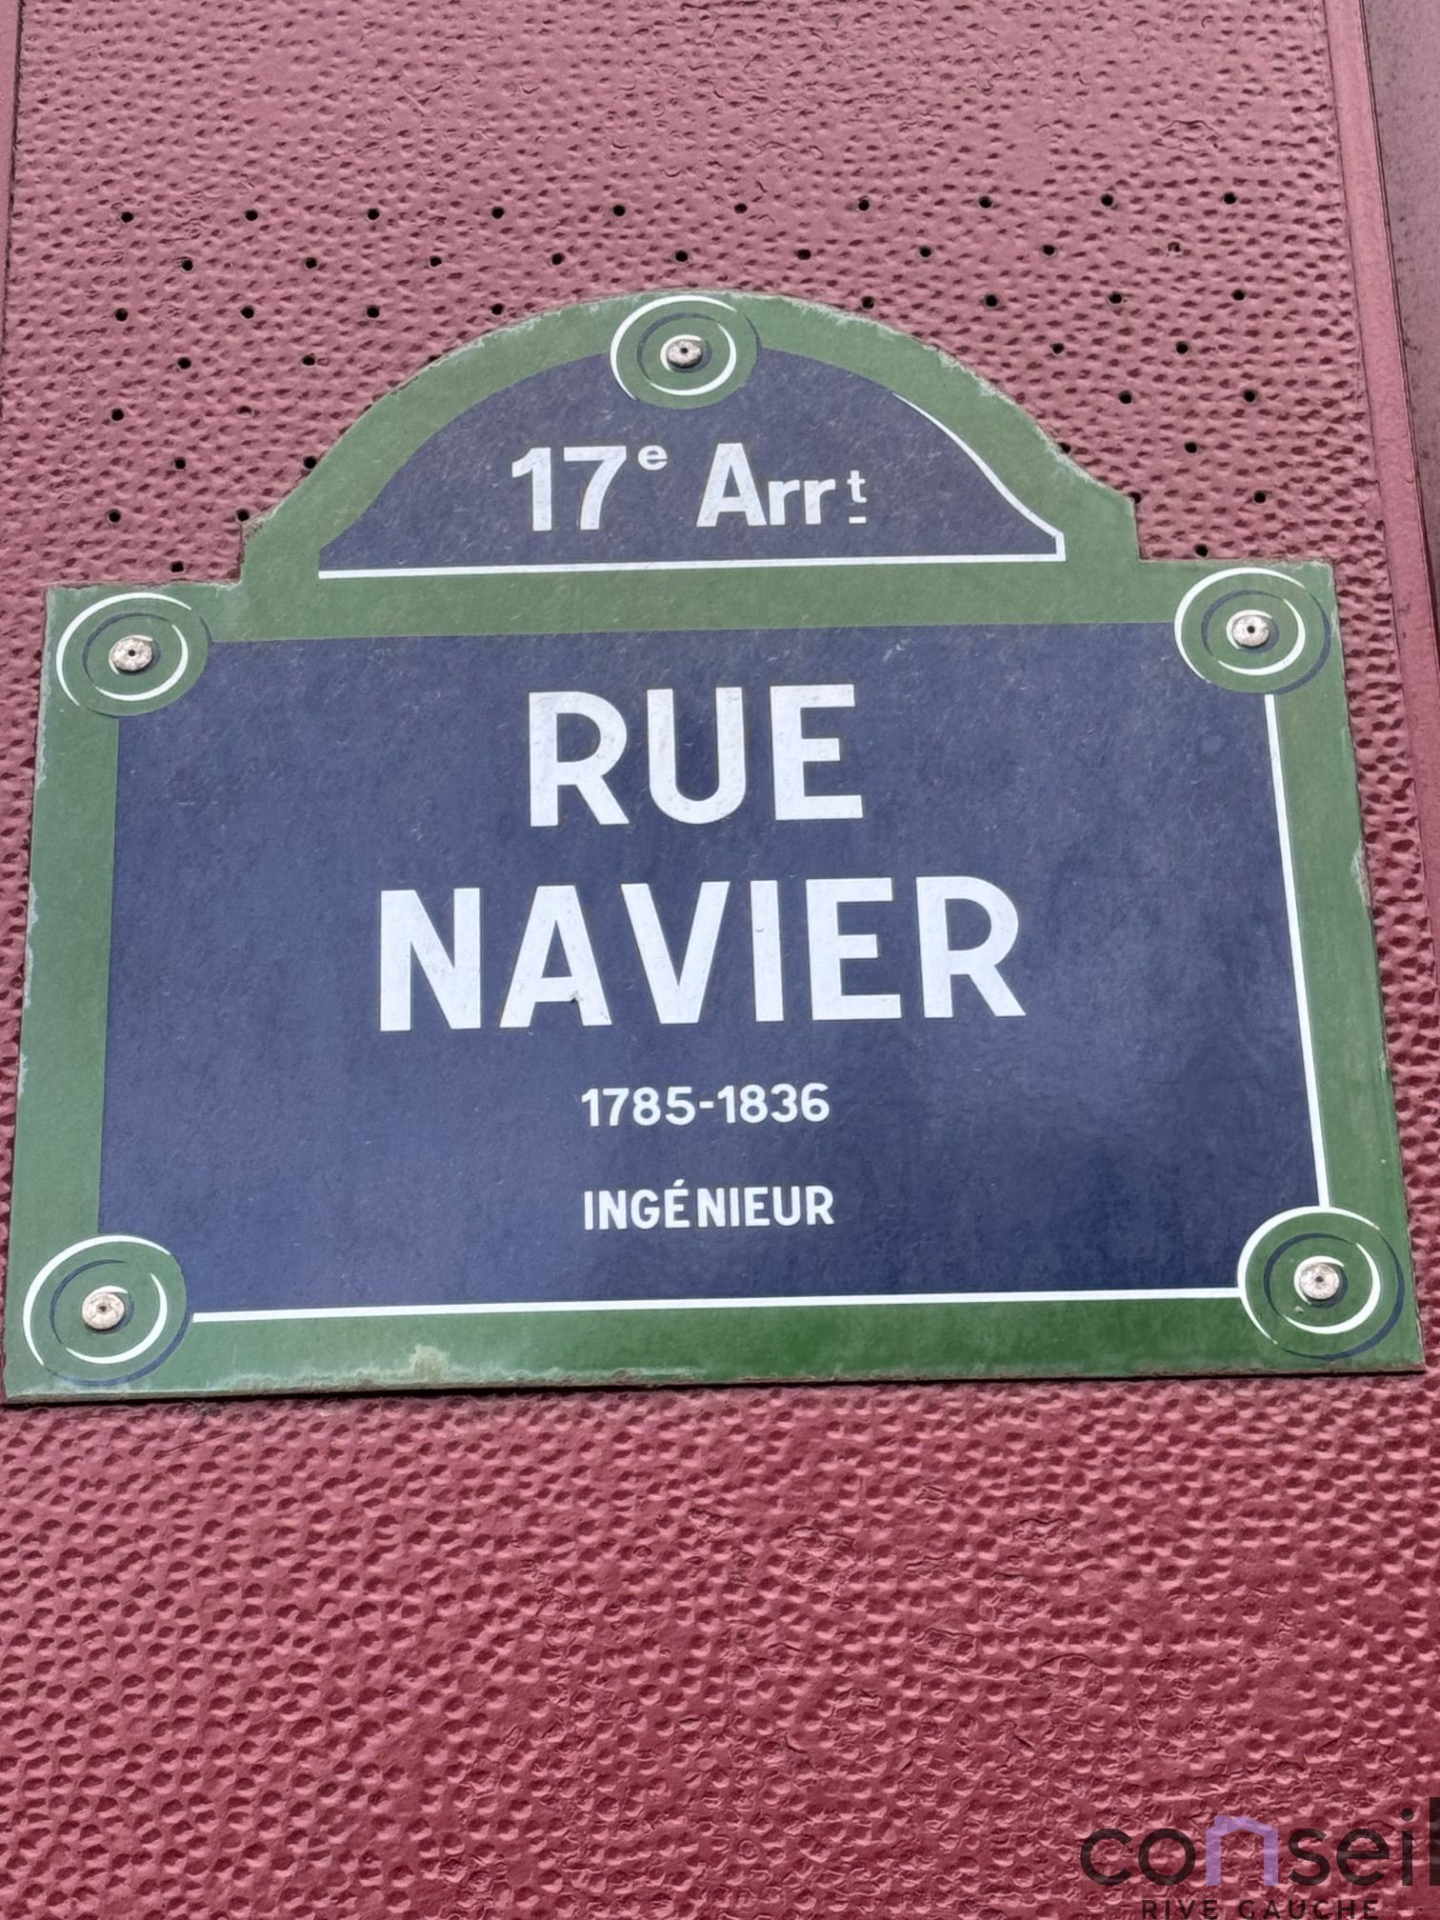 17e Arrt
RUE
NAVIER
1785-1836
INGÉNIEUR
conseil
RIVE GAUCHE